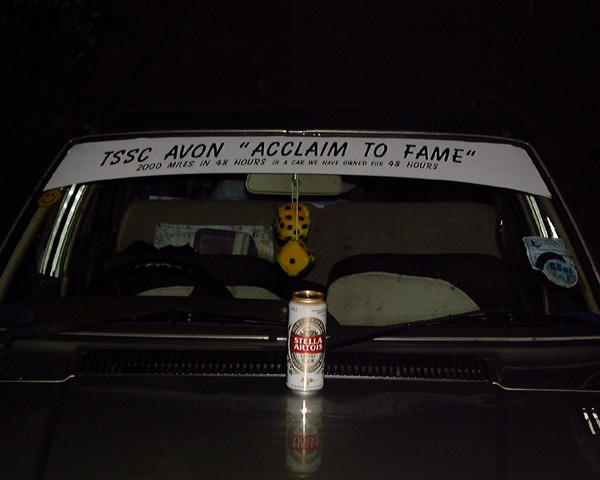 TSSC AVON "ACCLAIM TO FAME"
2000 MILES IN 48 HOURS IN A CAR WE HAVE OWNED FOR 48 HOURS
STELLA
ARTOIS